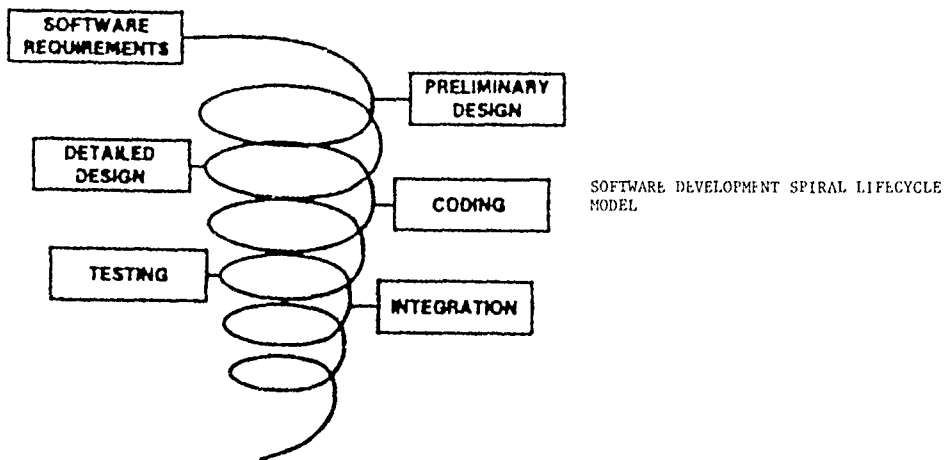 SOFTWARE
REQUIREMENTS
PRELIMINARY
DESIGN
DETAILED
DESIGN
CODING
SOFTWARE DEVELOPMENT SPIRAL LIFECYCLE
MODEL
TESTING
INTEGRATION